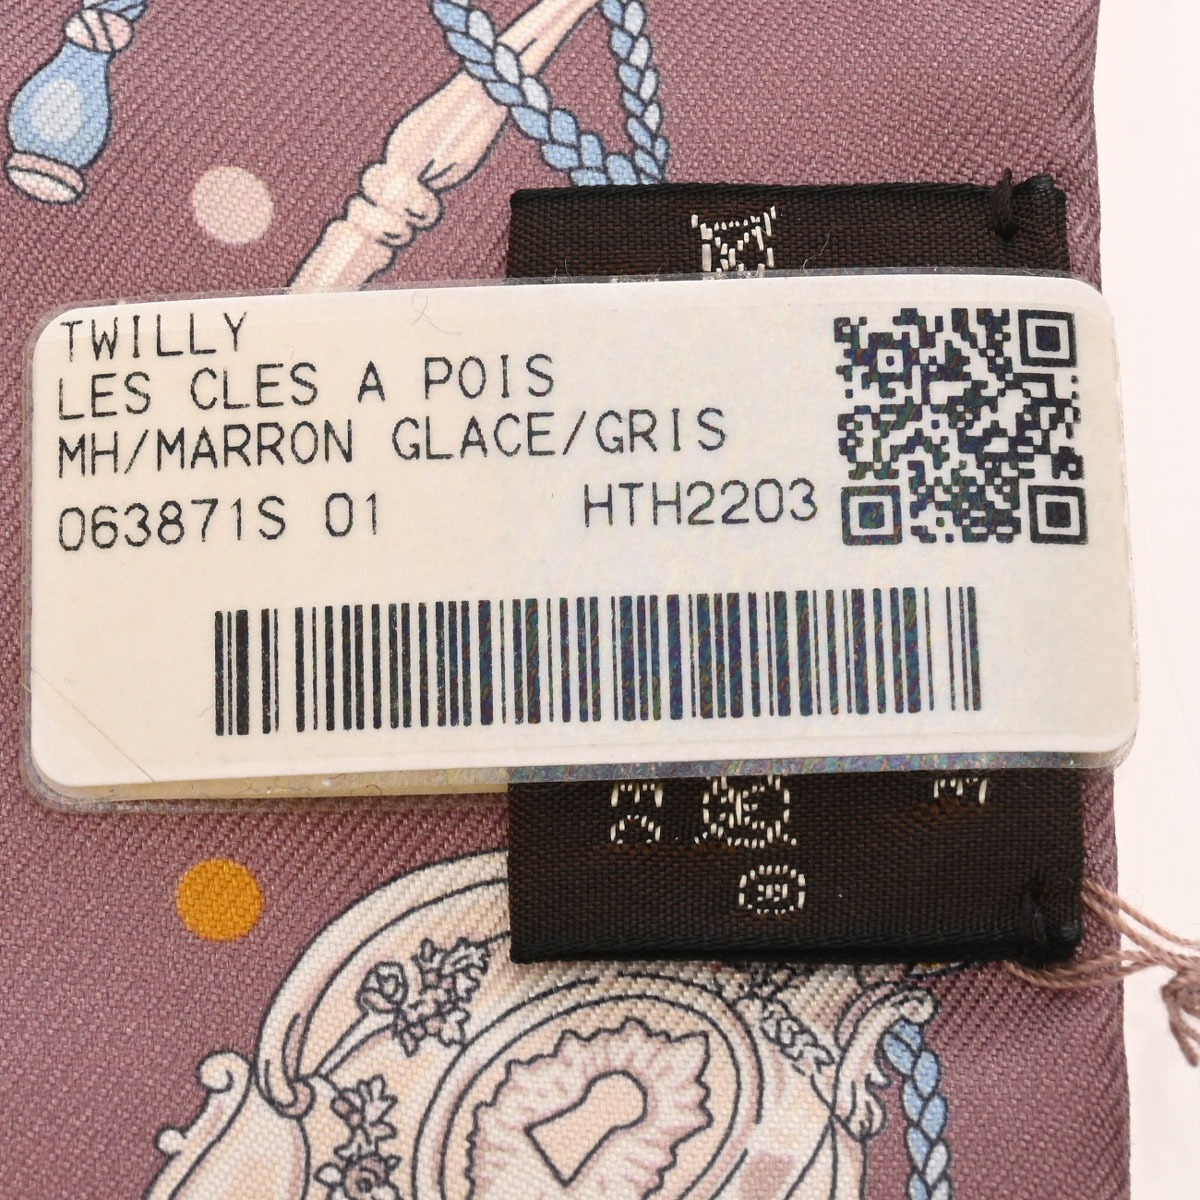 TWILLY
LES CLES A POIS
MH/MARRON GLACE/GRIS
063871S 01 HTH2203